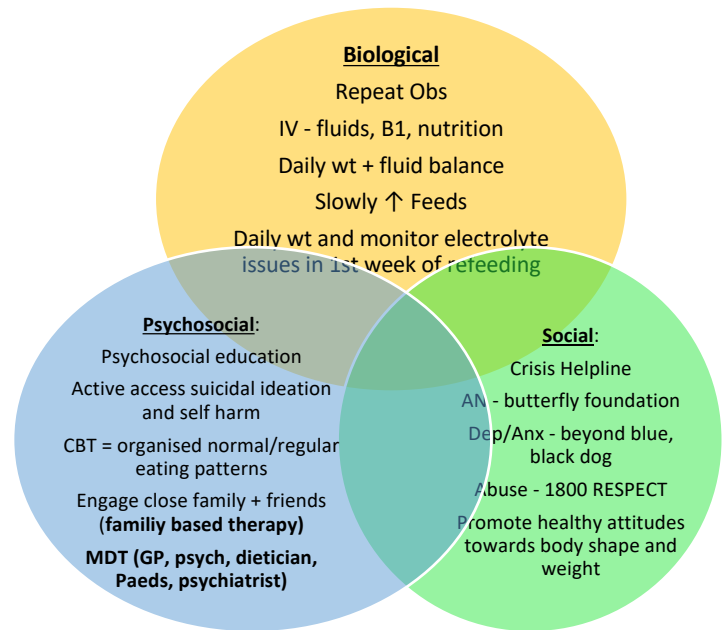 Biological
Repeat Obs
IV - fluids, B1, nutrition
Daily wt + fluid balance
Slowly ↑ Feeds
Daily wt and monitor electrolyte
issues in 1st week of refeeding
Psychosocial:
Psychosocial education
Active access suicidal ideation
and self harm
CBT = organised normal/regular
eating patterns
Engage close family + friends
(familiy based therapy)
MDT (GP, psych, dietician,
Paeds, psychiatrist)
Social:
Crisis Helpline
AN - butterfly foundation
Dep/Anx - beyond blue,
black dog
Abuse - 1800 RESPECT
Promote healthy attitudes
towards body shape and
weight